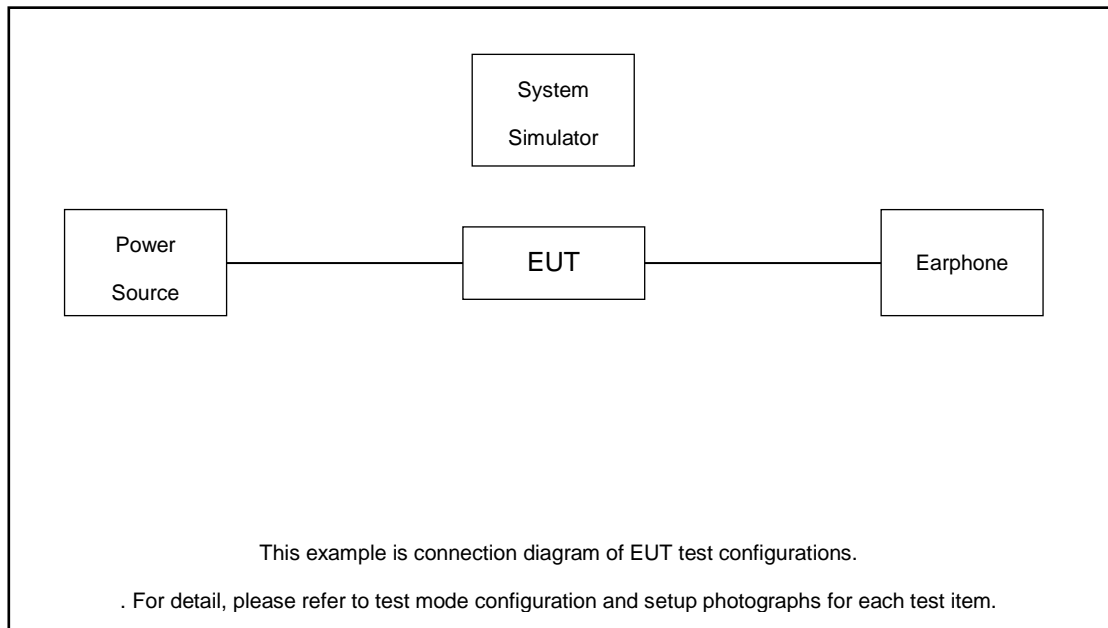 System
Simulator
Power
Source
EUT
Earphone
This example is connection diagram of EUT test configurations.
. For detail, please refer to test mode configuration and setup photographs for each test item.